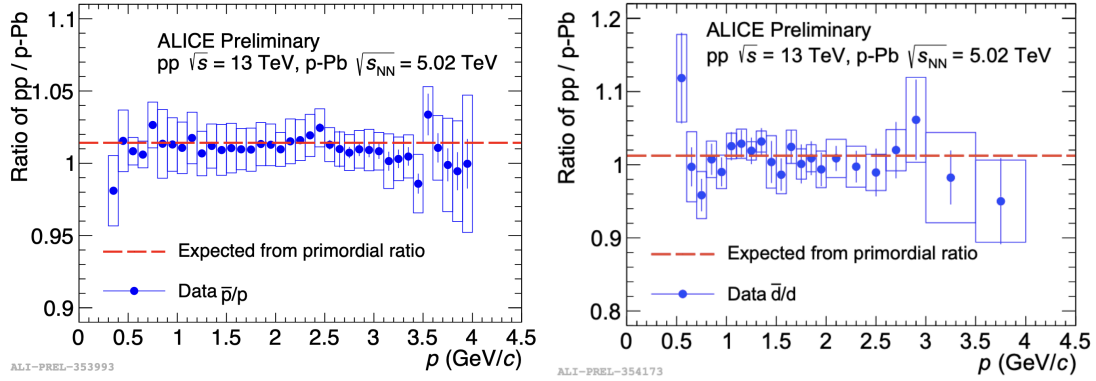 Ratio of pp / p-Pb
1.1
1.05
1
0.95
0.9
ALICE Preliminary
pp √s = 13 TeV, p-Pb √sNN = 5.02 TeV
Expected from primordial ratio
Data p̅/p
0 0.5 1 1.5 2 2.5 3 3.5 4 4.5
p (GeV/c)
ALI-PREL-353993
Ratio of pp / p-Pb
1.2
1.1
1
0.9
0.8
ALICE Preliminary
pp √s = 13 TeV, p-Pb √sNN = 5.02 TeV
Expected from primordial ratio
Data d̅/d
0 0.5 1 1.5 2 2.5 3 3.5 4 4.5
p (GeV/c)
ALI-PREL-354173